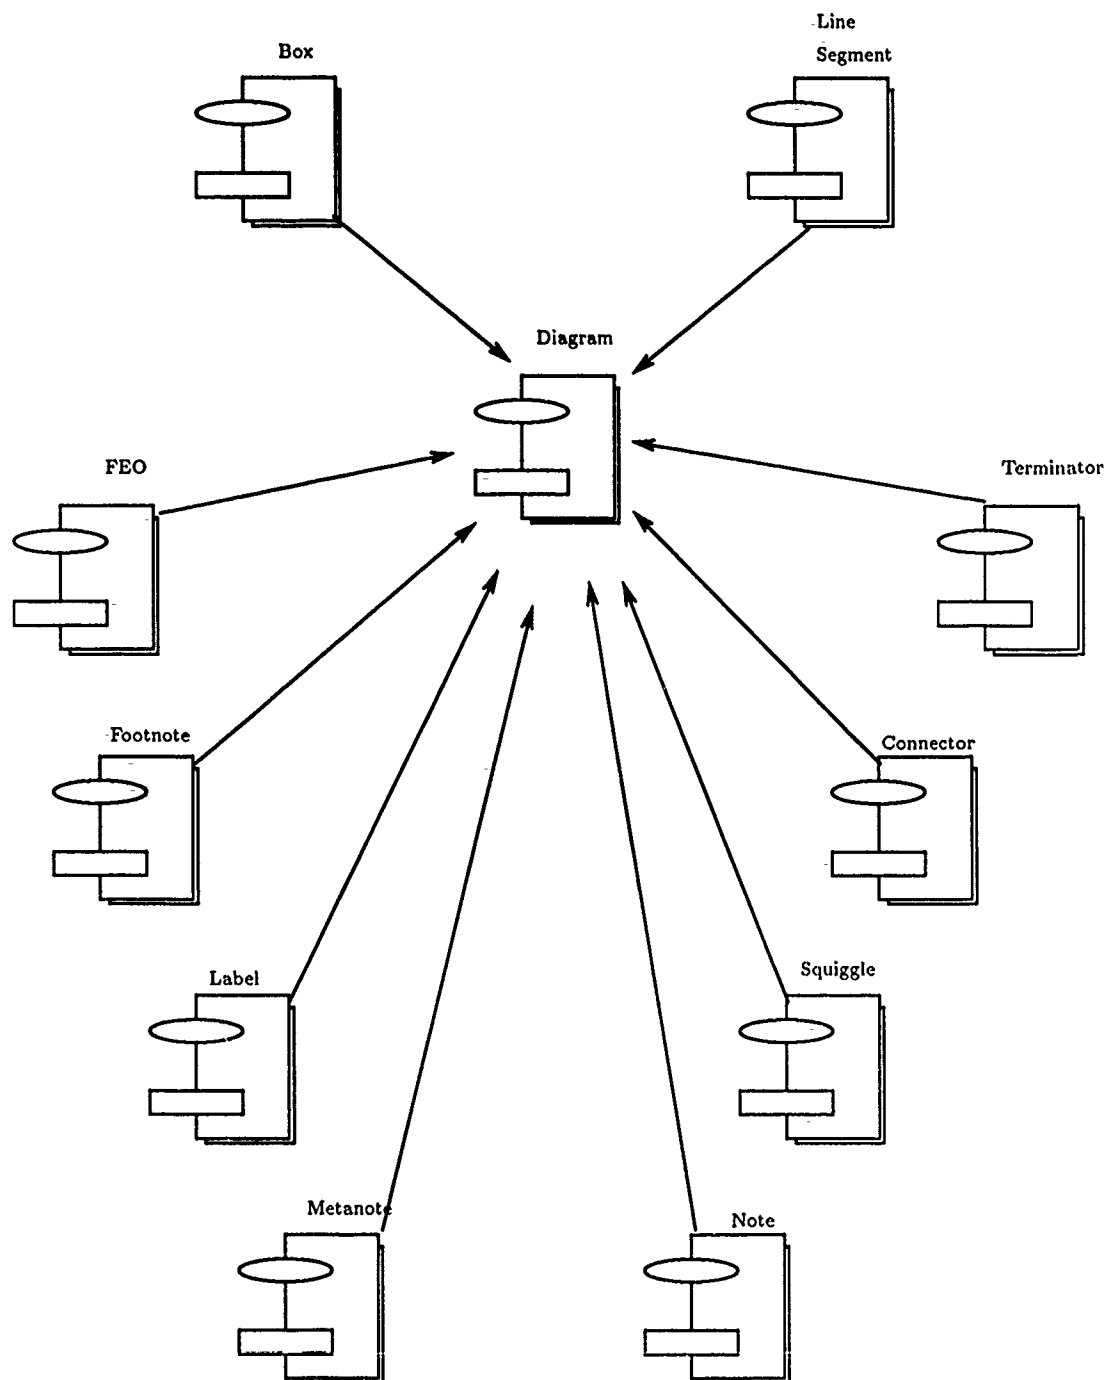 Line
Box
Segment
Diagram
FEO
Terminator
Footnote
Connector
Label
Squiggle
Metanote
Note